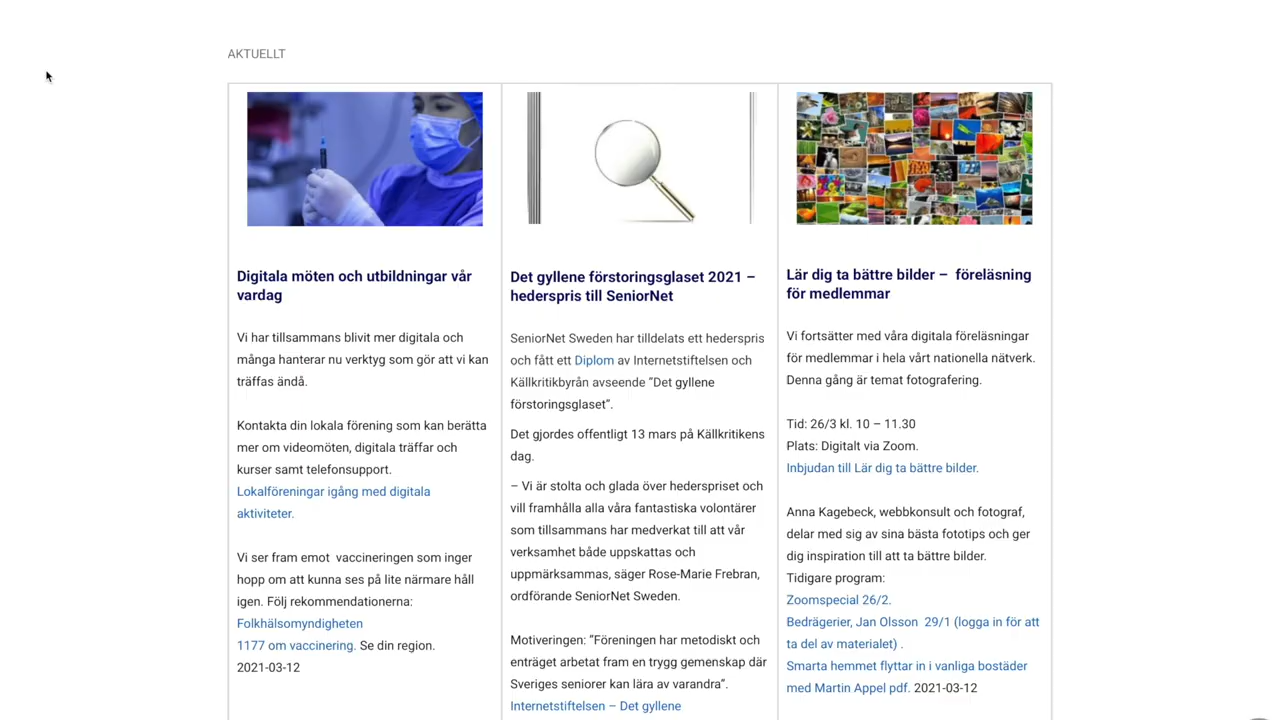 AKTUELLT
Digitala möten och utbildningar vår
vardag
Vi har tillsammans blivit mer digitala och
många hanterar nu verktyg som gör att vi kan
träffas ändå.
Kontakta din lokala förening som kan berätta
mer om videomöten, digitala träffar och
kurser samt telefonsupport.
Lokalföreningar igång med digitala
aktiviteter.
Vi ser fram emot vaccineringen som inger
hopp om att kunna ses på lite närmare håll
igen. Följ rekommendationerna:
Folkhälsomyndigheten
1177 om vaccinering. Se din region.
2021-03-12
Det gyllene förstoringsglaset 2021 –
hederspris till SeniorNet
SeniorNet Sweden har tilldelats ett hederspris
och fått ett Diplom av Internetstiftelsen och
Källkritikbyrån avseende ”Det gyllene
förstoringsglaset”.
Det gjordes offentligt 13 mars på Källkritikens
dag.
– Vi är stolta och glada över hederspriset och
vill framhålla alla våra fantastiska volontärer
som tillsammans har medverkat till att vår
verksamhet både uppskattas och
uppmärksammas, säger Rose-Marie Frebran,
ordförande SeniorNet Sweden.
Motiveringen: ”Föreningen har metodiskt och
enträget arbetat fram en trygg gemenskap där
Sveriges seniorer kan lära av varandra”.
Internetstiftelsen – Det gyllene
Lär dig ta bättre bilder – föreläsning
för medlemmar
Vi fortsätter med våra digitala föreläsningar
för medlemmar i hela vårt nationella nätverk.
Denna gång är temat fotografering.
Tid: 26/3 kl. 10 – 11.30
Plats: Digitalt via Zoom.
Inbjudan till Lär dig ta bättre bilder.
Anna Kagebeck, webbkonsult och fotograf,
delar med sig av sina bästa fototips och ger
dig inspiration till att ta bättre bilder.
Tidigare program:
Zoomspecial 26/2.
Bedrägerier, Jan Olsson 29/1 (logga in för att
ta del av materialet) .
Smarta hemmet flyttar in i vanliga bostäder
med Martin Appel pdf. 2021-03-12